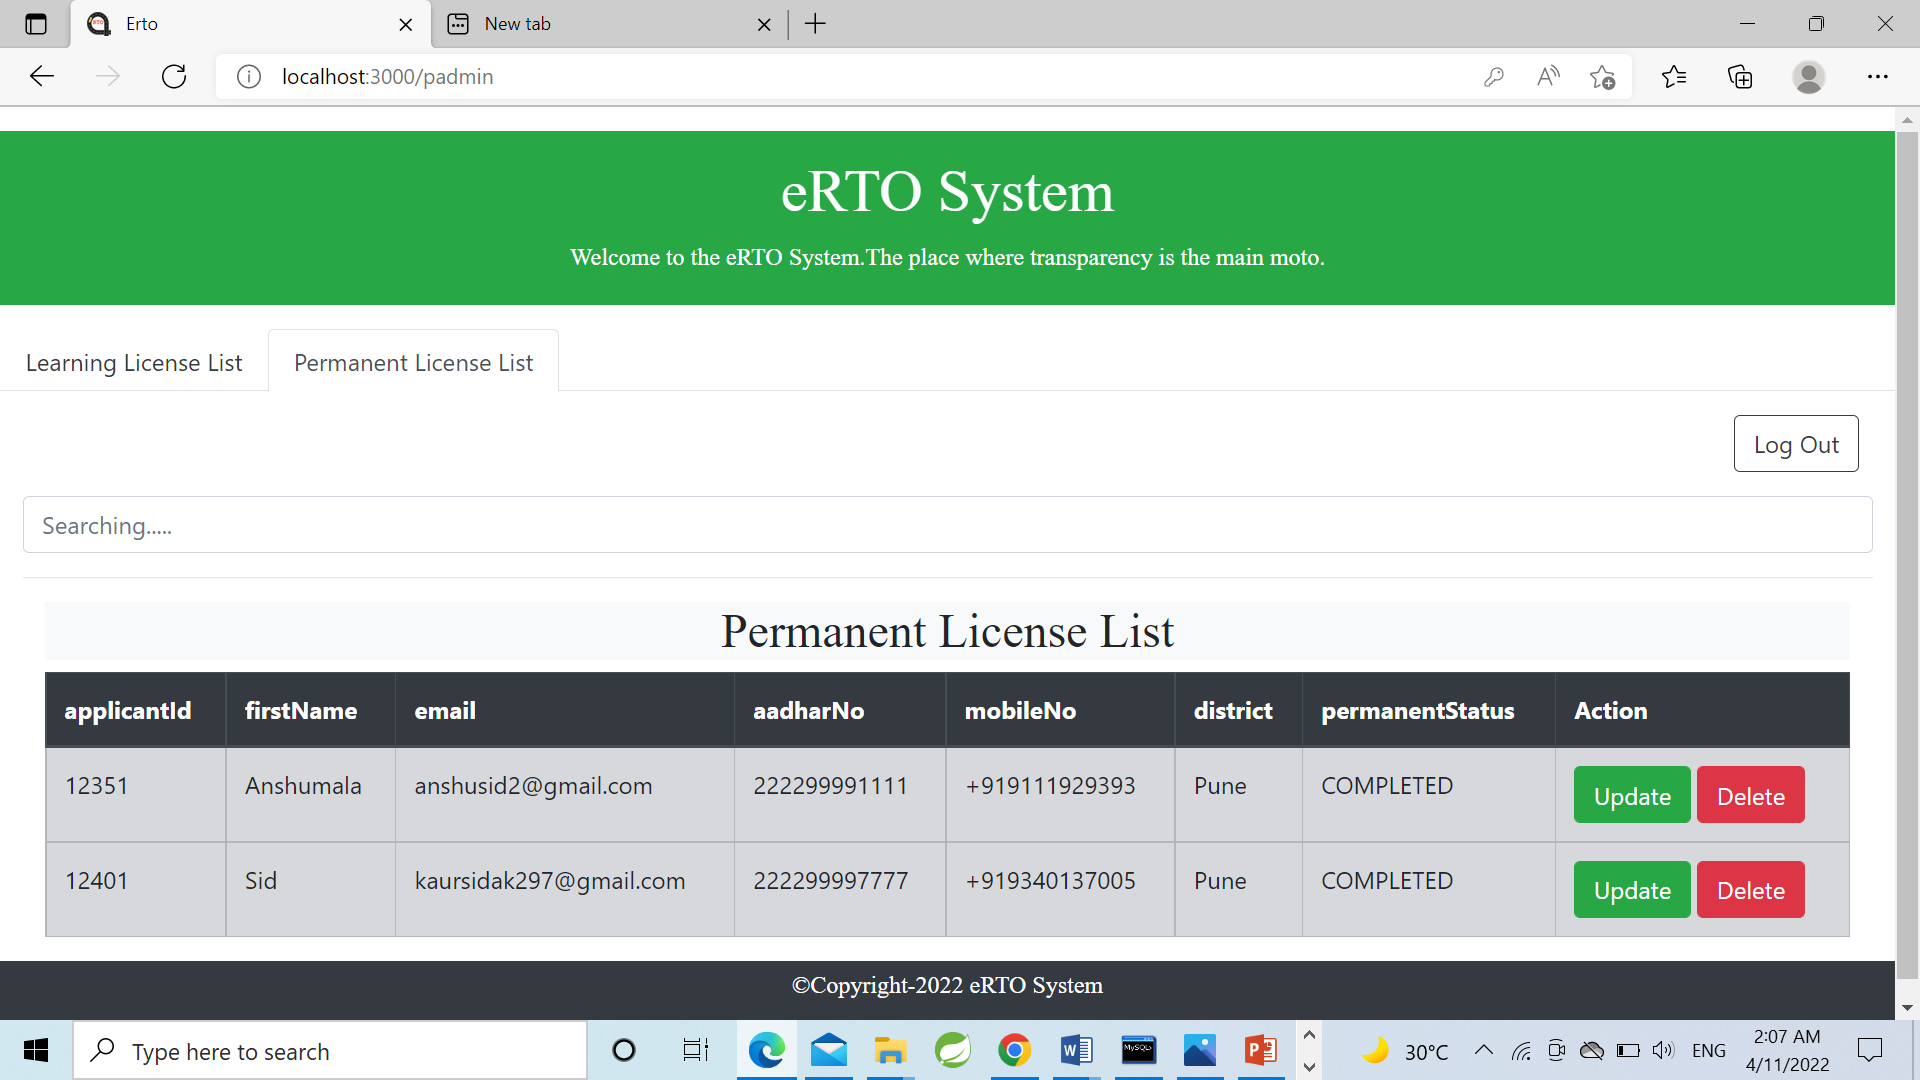 Erto
New tab
localhost:3000/padmin
eRTO System
Welcome to the eRTO System.The place where transparency is the main moto.
Learning License List
Permanent License List
Log Out
Searching.....
Permanent License List
applicantId firstName email aadharNo mobileNo district permanentStatus Action
12351 Anshumala anshusid2@gmail.com 222299991111 +919111929393 Pune COMPLETED Update Delete
12401 Sid kaursidak297@gmail.com 222299997777 +919340137005 Pune COMPLETED Update Delete
©Copyright-2022 eRTO System
Type here to search
MySQL
30°C
ENG
2:07 AM
4/11/2022